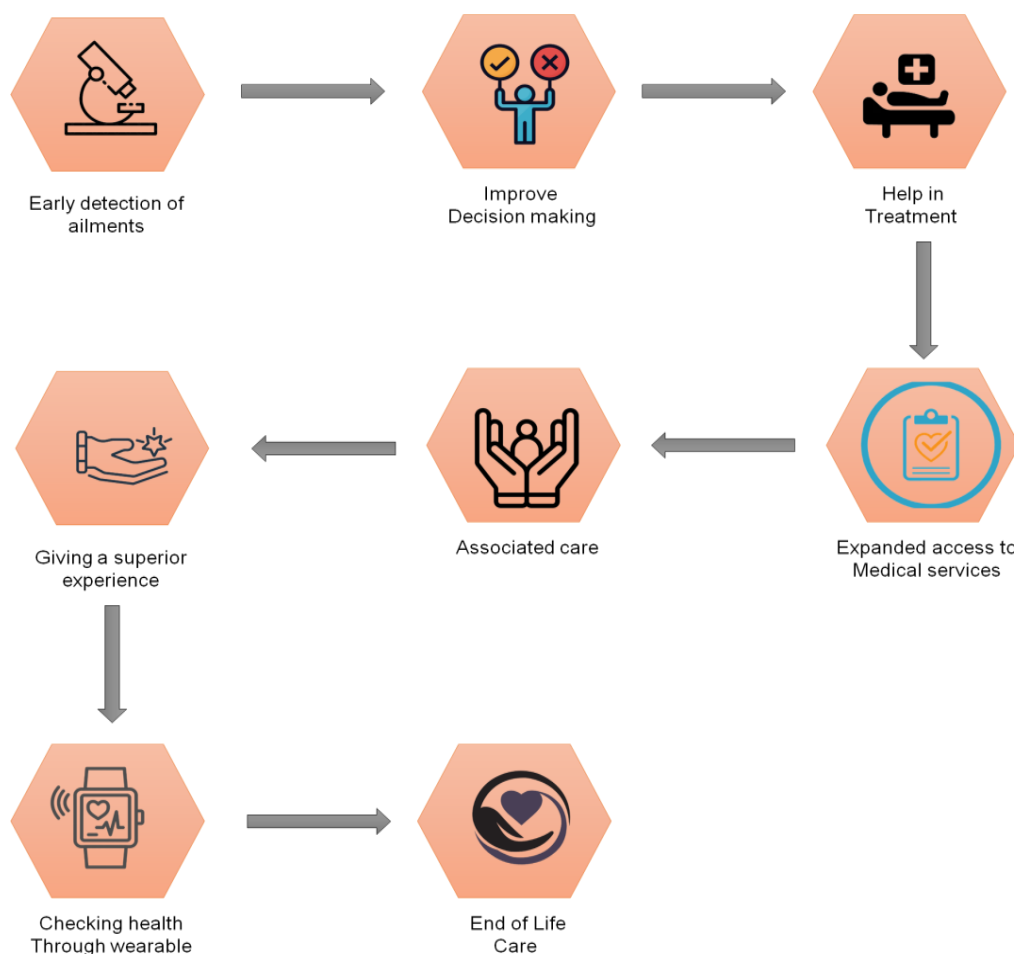 Early detection of
ailments
Improve
Decision making
Help in
Treatment
Expanded access to
Medical services
Associated care
Giving a superior
experience
Checking health
Through wearable
End of Life
Care